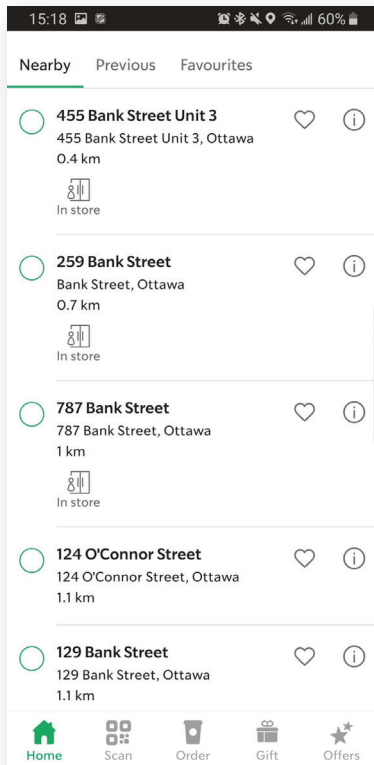 15:18 60%
Nearby Previous Favourites
455 Bank Street Unit 3
455 Bank Street Unit 3, Ottawa
0.4 km
In store
259 Bank Street
Bank Street, Ottawa
0.7 km
In store
787 Bank Street
787 Bank Street, Ottawa
1 km
In store
124 O'Connor Street
124 O'Connor Street, Ottawa
1.1 km
129 Bank Street
129 Bank Street, Ottawa
1.1 km
Home Scan Order Gift Offers